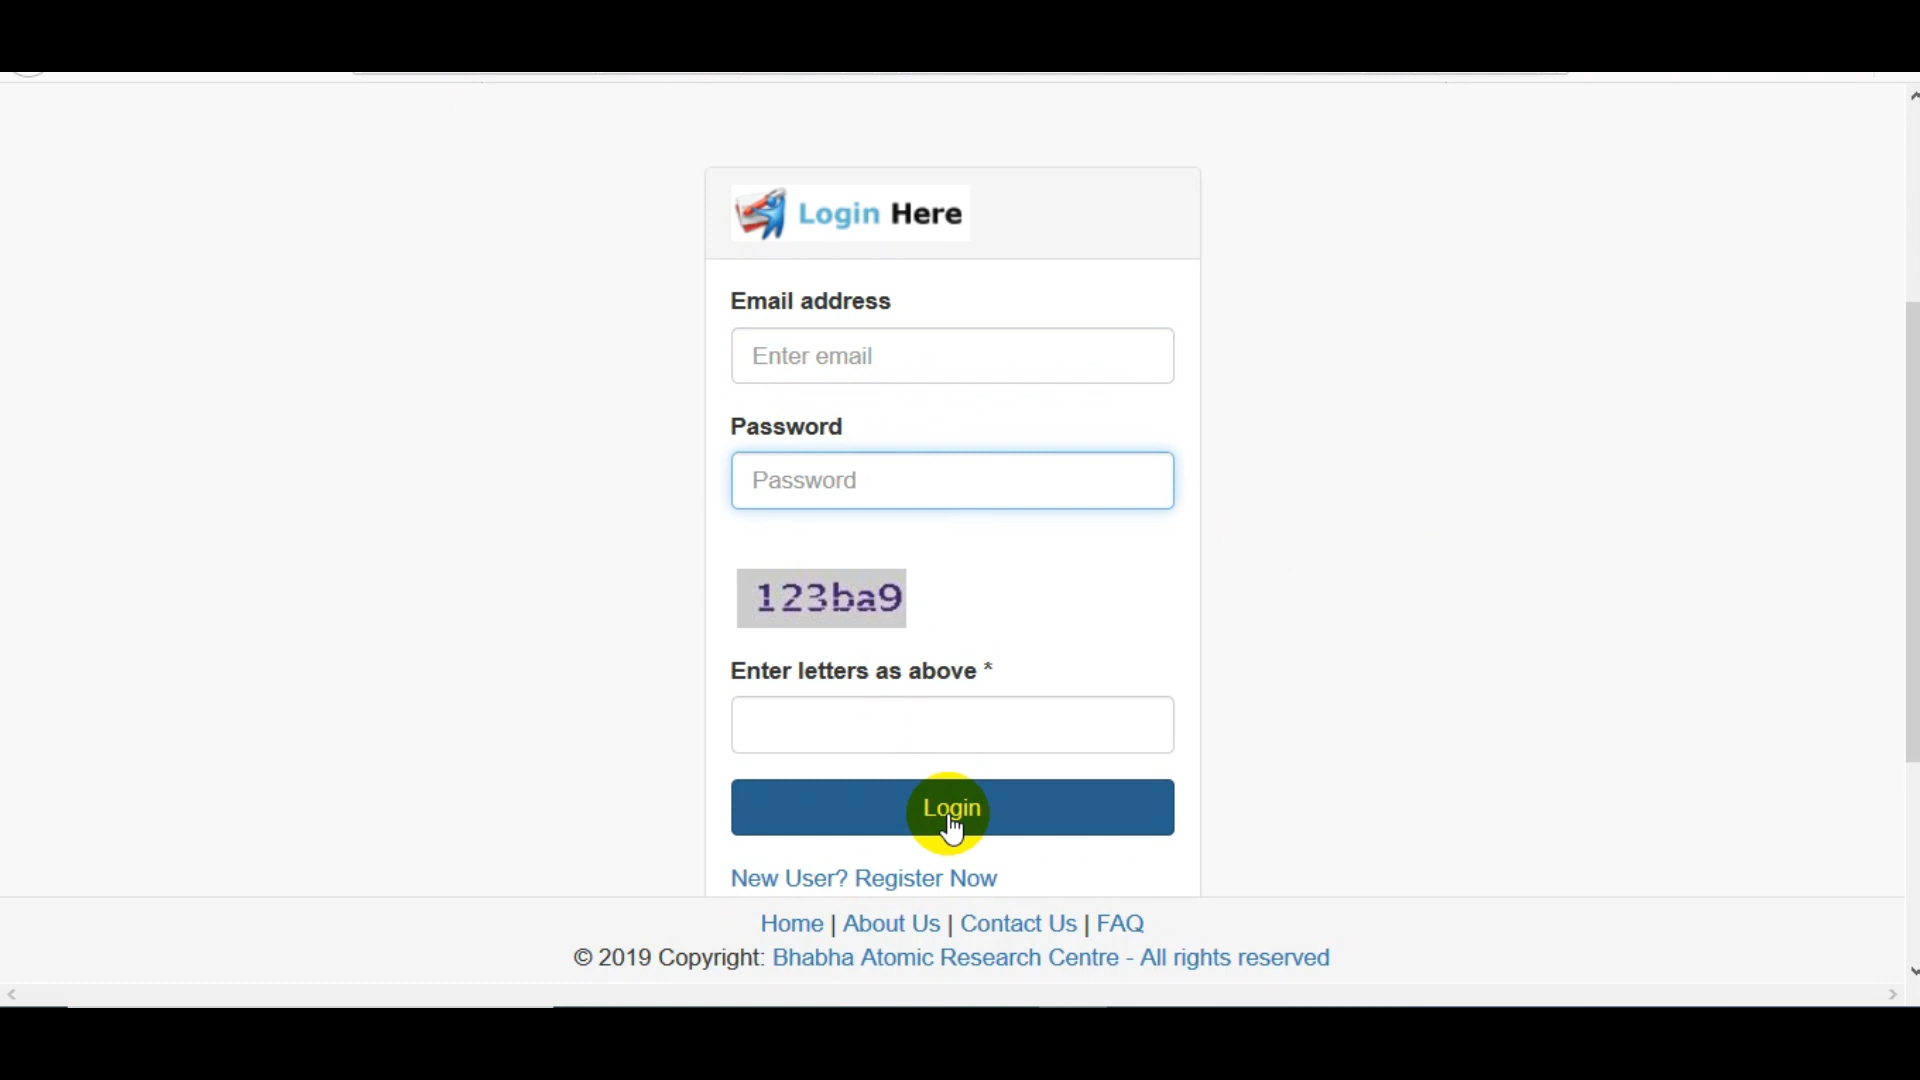 Login Here
Email address
Enter email
Password
Password
123ba9
Enter letters as above *
Login
New User? Register Now
Home | About Us | Contact Us | FAQ
© 2019 Copyright: Bhabha Atomic Research Centre - All rights reserved